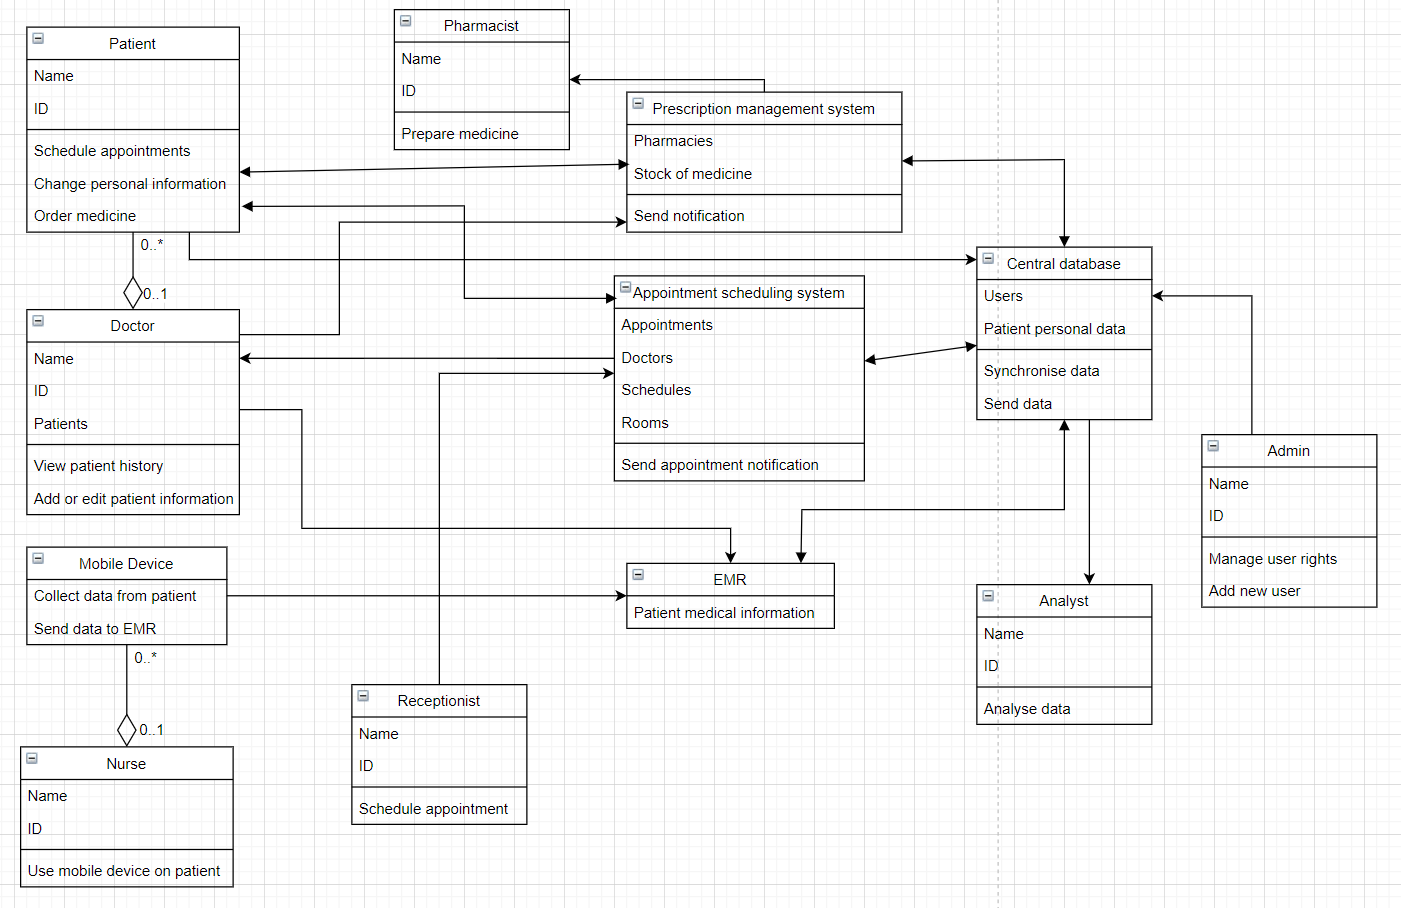 Patient
Name
ID
Schedule appointments
Change personal information
Order medicine
0..*
0..1
Doctor
Name
ID
Patients
View patient history
Add or edit patient information
Mobile Device
Collect data from patient
Send data to EMR
0..*
0..1
Nurse
Name
ID
Use mobile device on patient
Pharmacist
Name
ID
Prepare medicine
Prescription management system
Pharmacies
Stock of medicine
Send notification
Appointment scheduling system
Appointments
Doctors
Schedules
Rooms
Send appointment notification
EMR
Patient medical information
Receptionist
Name
ID
Schedule appointment
Central database
Users
Patient personal data
Synchronise data
Send data
Analyst
Name
ID
Analyse data
Admin
Name
ID
Manage user rights
Add new user